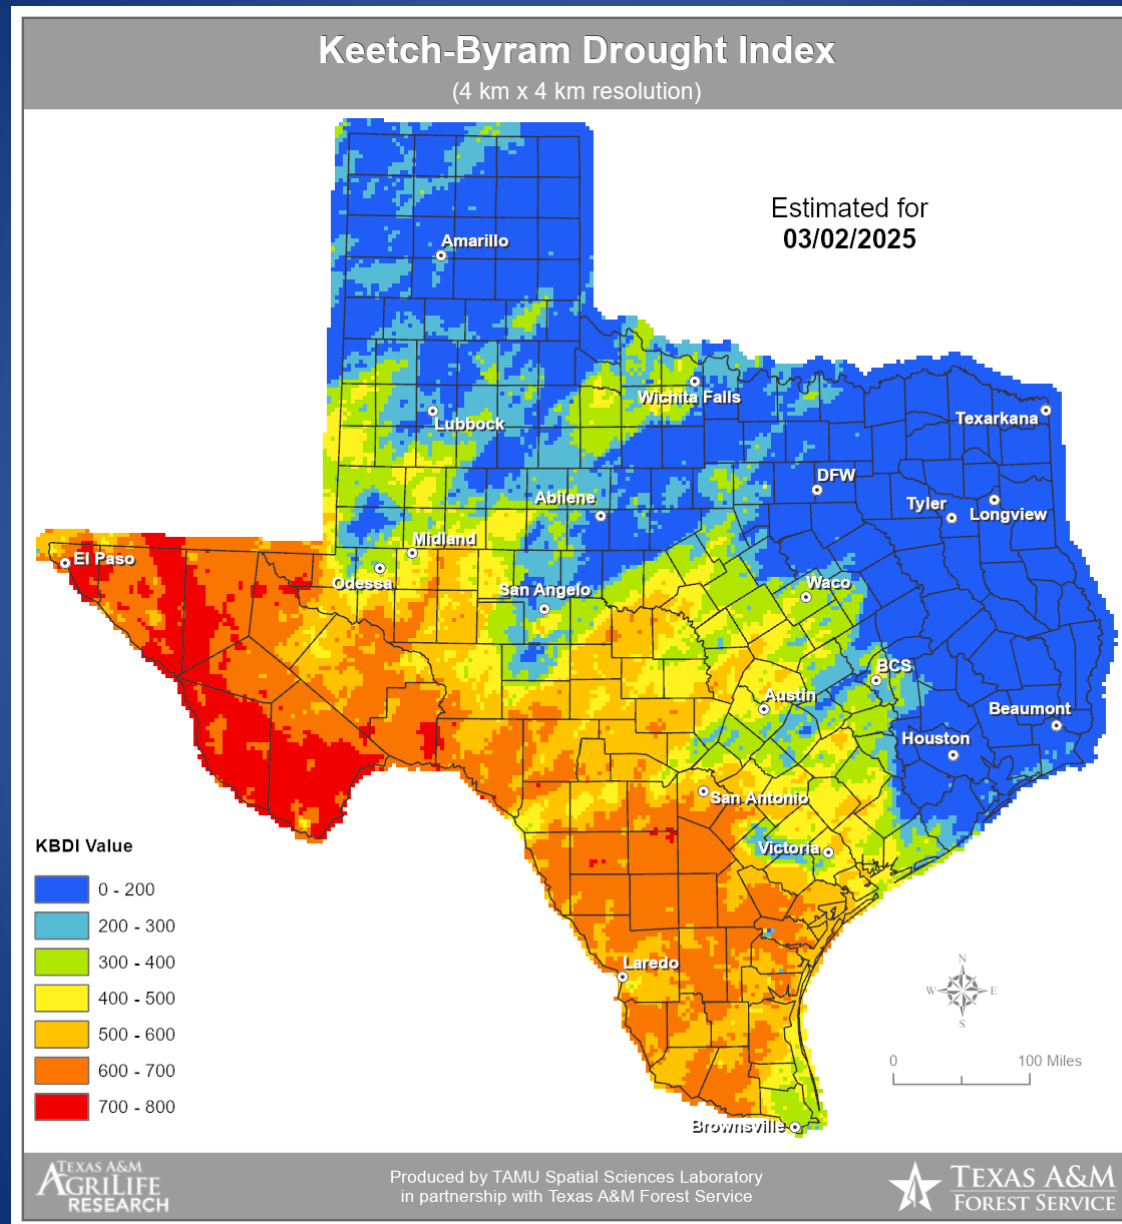 Keetch-Byram Drought Index
(4 km x 4 km resolution)
Estimated for
03/02/2025
Amarillo
Wichita Falls
Lubbock
Texarkana
DFW
Abilene
Tyler
Longview
Midland
El Paso
Odessa
San Angelo
Waco
BCS
Austin
Beaumont
Houston
San Antonio
Victoria
Laredo
Brownsville
KBDI Value
0 - 200
200 - 300
300 - 400
400 - 500
500 - 600
600 - 700
700 - 800
N
W E
S
0 100 Miles
TEXAS A&M
AGRILIFE
RESEARCH
Produced by TAMU Spatial Sciences Laboratory
in partnership with Texas A&M Forest Service
TEXAS A&M
FOREST SERVICE